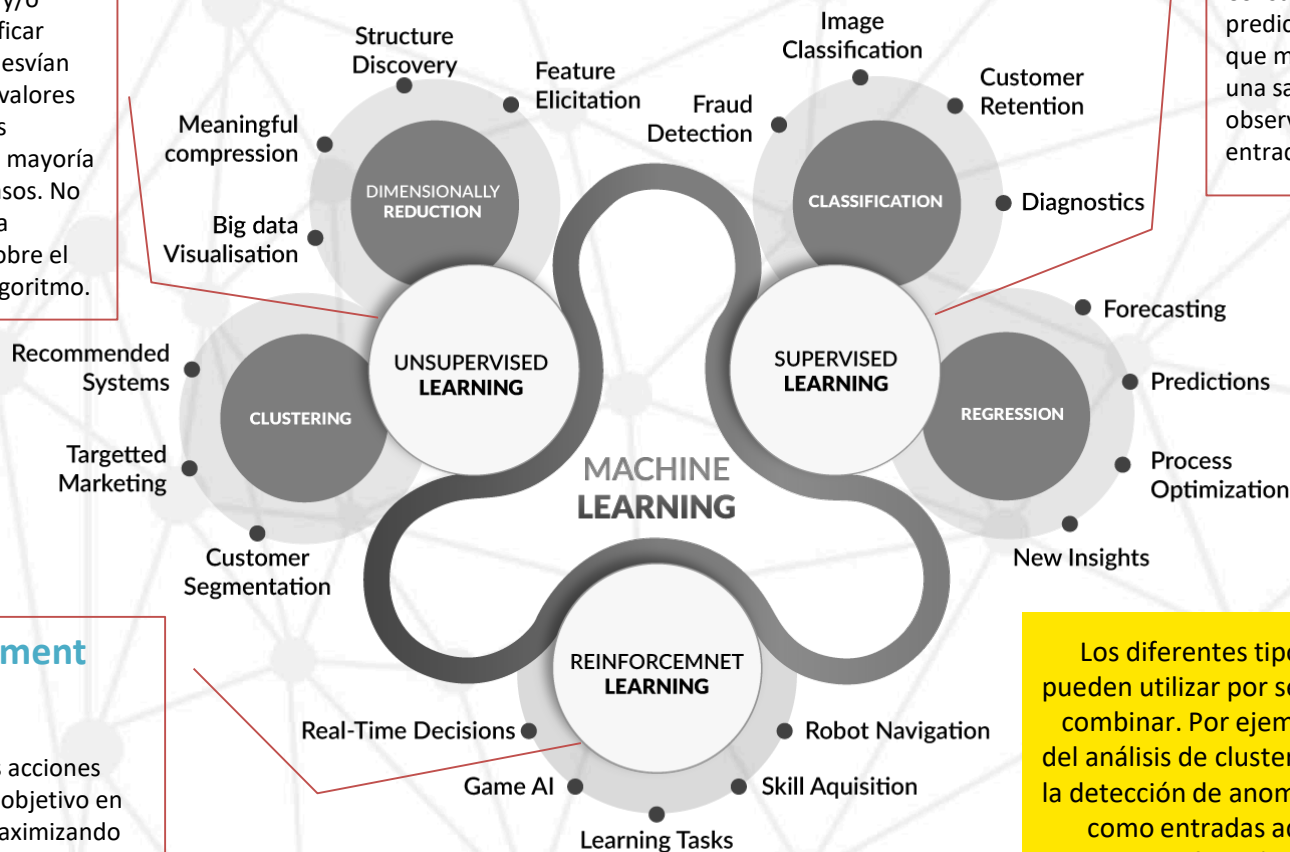 y/o
ficar
esvían
valores
s
mayoría
asos. No
a
obre el
goritmo.
predic
que m
una sa
observ
entrad
Structure
Discovery
Feature
Elicitation
Meaningful
compression
Big data
Visualisation
DIMENSIONALLY
REDUCTION
Image
Classification
Fraud
Detection
Customer
Retention
Diagnostics
CLASSIFICATION
UNSUPERVISED
LEARNING
SUPERVISED
LEARNING
Recommended
Systems
Targetted
Marketing
Customer
Segmentation
CLUSTERING
Forecasting
Predictions
Process
Optimization
New Insights
REGRESSION
MACHINE
LEARNING
REINFORCEMNET
LEARNING
Real-Time Decisions
Game AI
Learning Tasks
Skill Aquisition
Robot Navigation
ment
s acciones
objetivo en
aximizando
Los diferentes tipo
pueden utilizar por se
combinar. Por ejem
del análisis de cluster
la detección de anom
como entradas ad